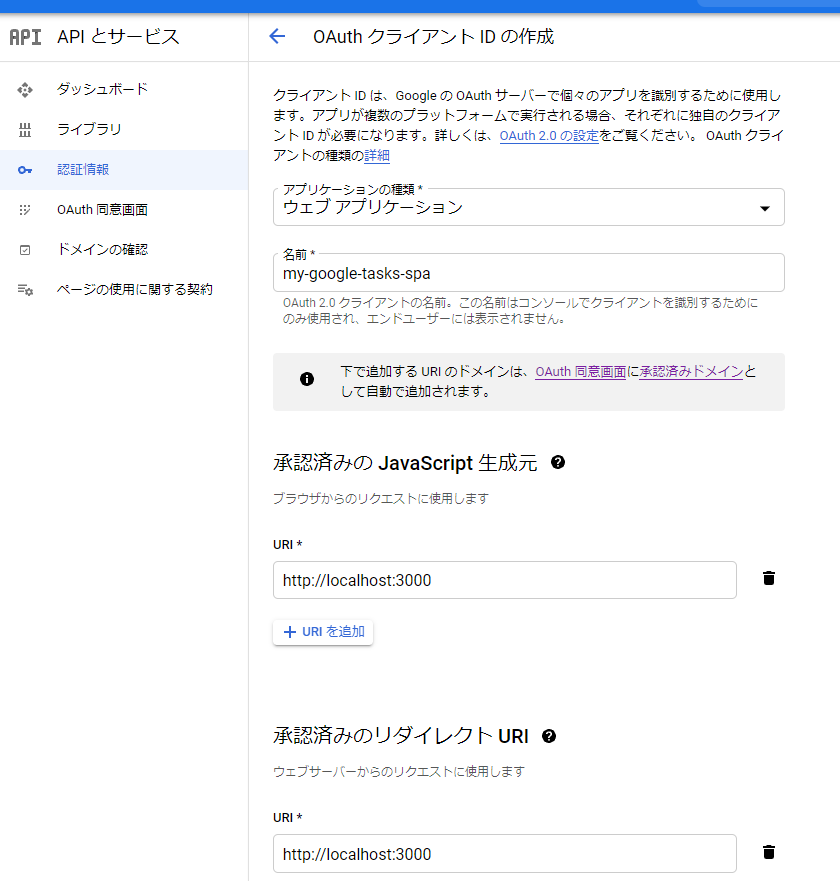 API API とサービス
ダッシュボード
ライブラリ
認証情報
OAuth 同意画面
ドメインの確認
ページの使用に関する契約
OAuth クライアント ID の作成
クライアント ID は、Google の OAuth サーバーで個々のアプリを識別するために使用し
ます。アプリが複数のプラットフォームで実行される場合、それぞれに独自のクライア
ント ID が必要になります。詳しくは、OAuth 2.0 の設定をご覧ください。 OAuth クライ
アントの種類の詳細
アプリケーションの種類 *
ウェブ アプリケーション
名前 *
my-google-tasks-spa
OAuth 2.0 クライアントの名前。この名前はコンソールでクライアントを識別するために
のみ使用され、エンドユーザーには表示されません。
下で追加する URI のドメインは、OAuth 同意画面に承認済みドメインと
して自動で追加されます。
承認済みの JavaScript 生成元
ブラウザからのリクエストに使用します
URI *
http://localhost:3000
+ URI を追加
承認済みのリダイレクト URI
ウェブサーバーからのリクエストに使用します
URI *
http://localhost:3000